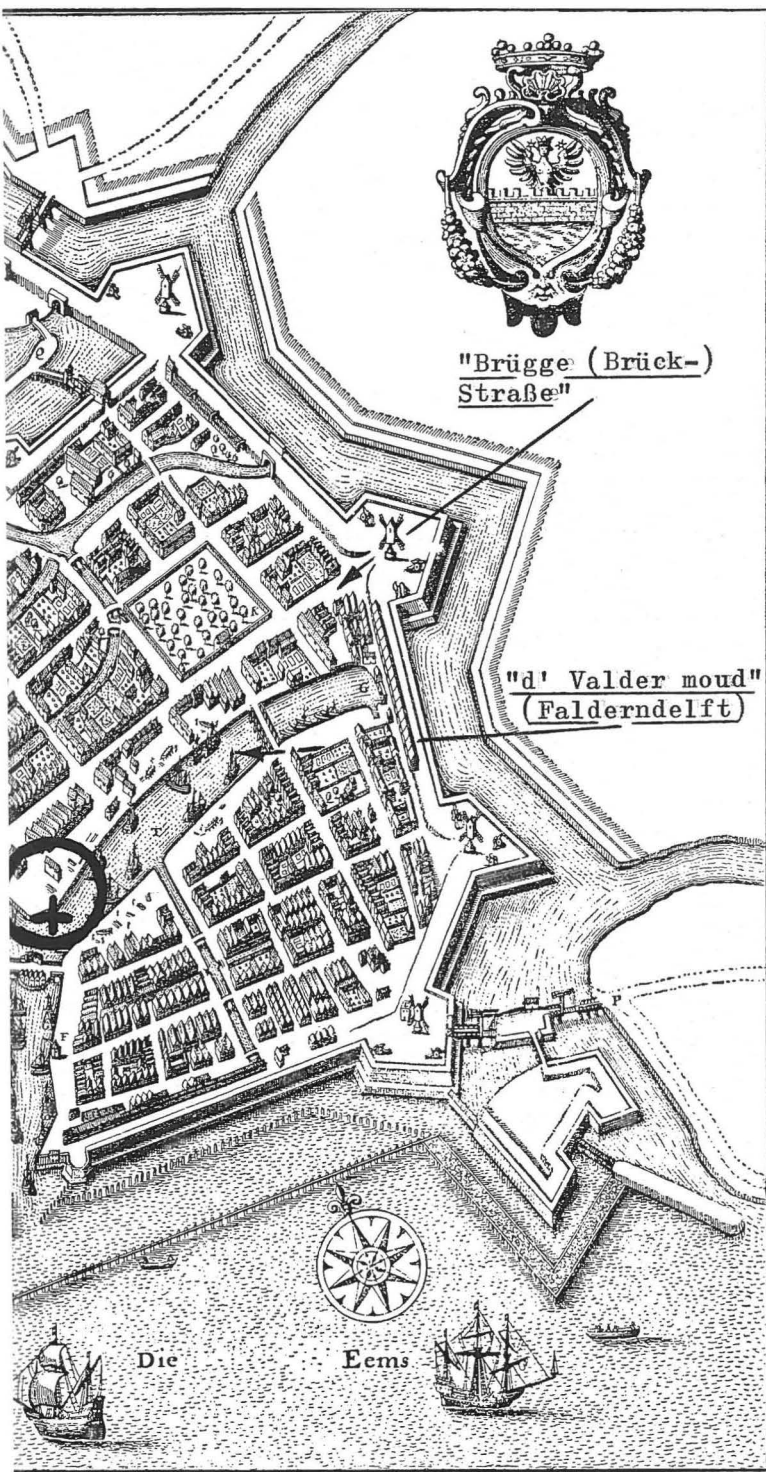 "Brügge (Brück-)
Straße"
"d' Valder moud"
(Falderndelft)
Q
K
G
F
P
Die Eems